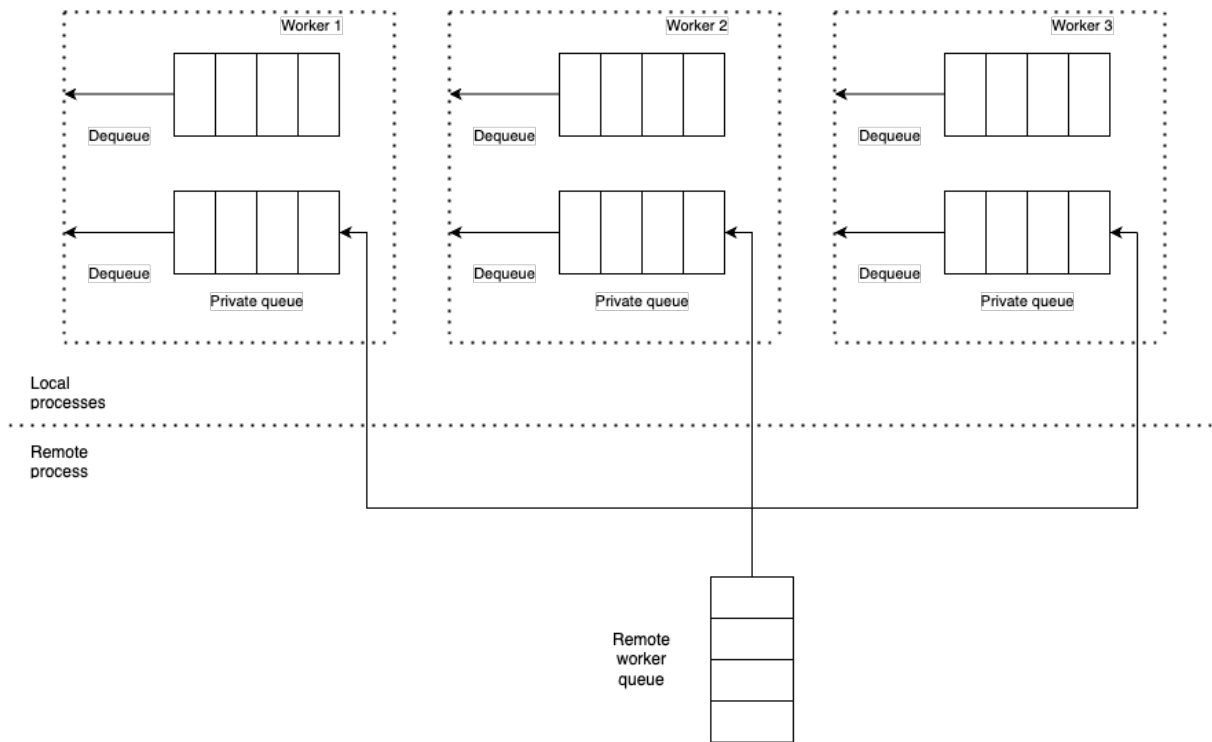 Worker 1
Worker 2
Worker 3
Dequeue
Dequeue
Dequeue
Dequeue
Dequeue
Dequeue
Private queue
Private queue
Private queue
Local
processes
Remote
process
Remote
worker
queue